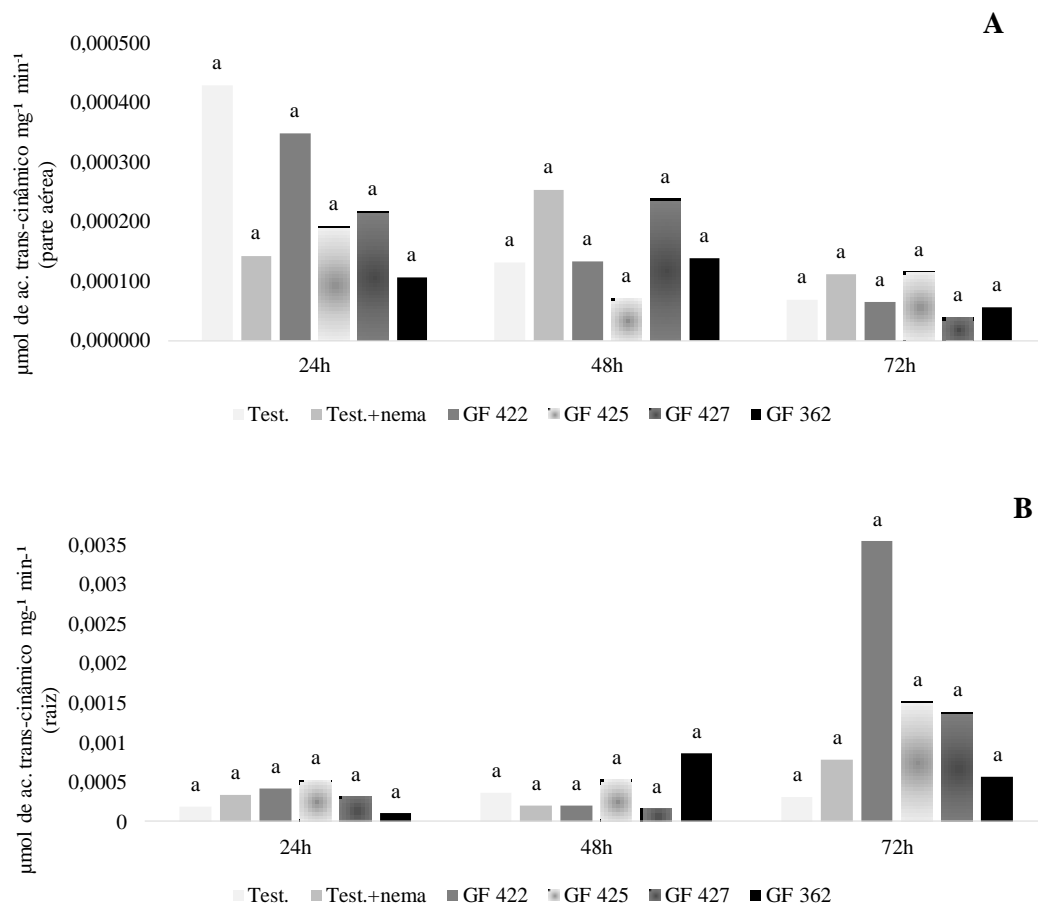 A
µmol de ac. trans-cinâmico mg-¹ min-¹
(parte aérea)
0,000500
0,000400
0,000300
0,000200
0,000100
0,000000
a a a a a a
a a a a a a
a a a a a a
24h 48h 72h
Test. Test.+nema GF 422 GF 425 GF 427 GF 362
B
µmol de ac. trans-cinâmico mg-¹ min-¹
(raiz)
0,0035
0,003
0,0025
0,002
0,0015
0,001
0,0005
0
a a a a a a
a a a a a a
a a a a a a
24h 48h 72h
Test. Test.+nema GF 422 GF 425 GF 427 GF 362